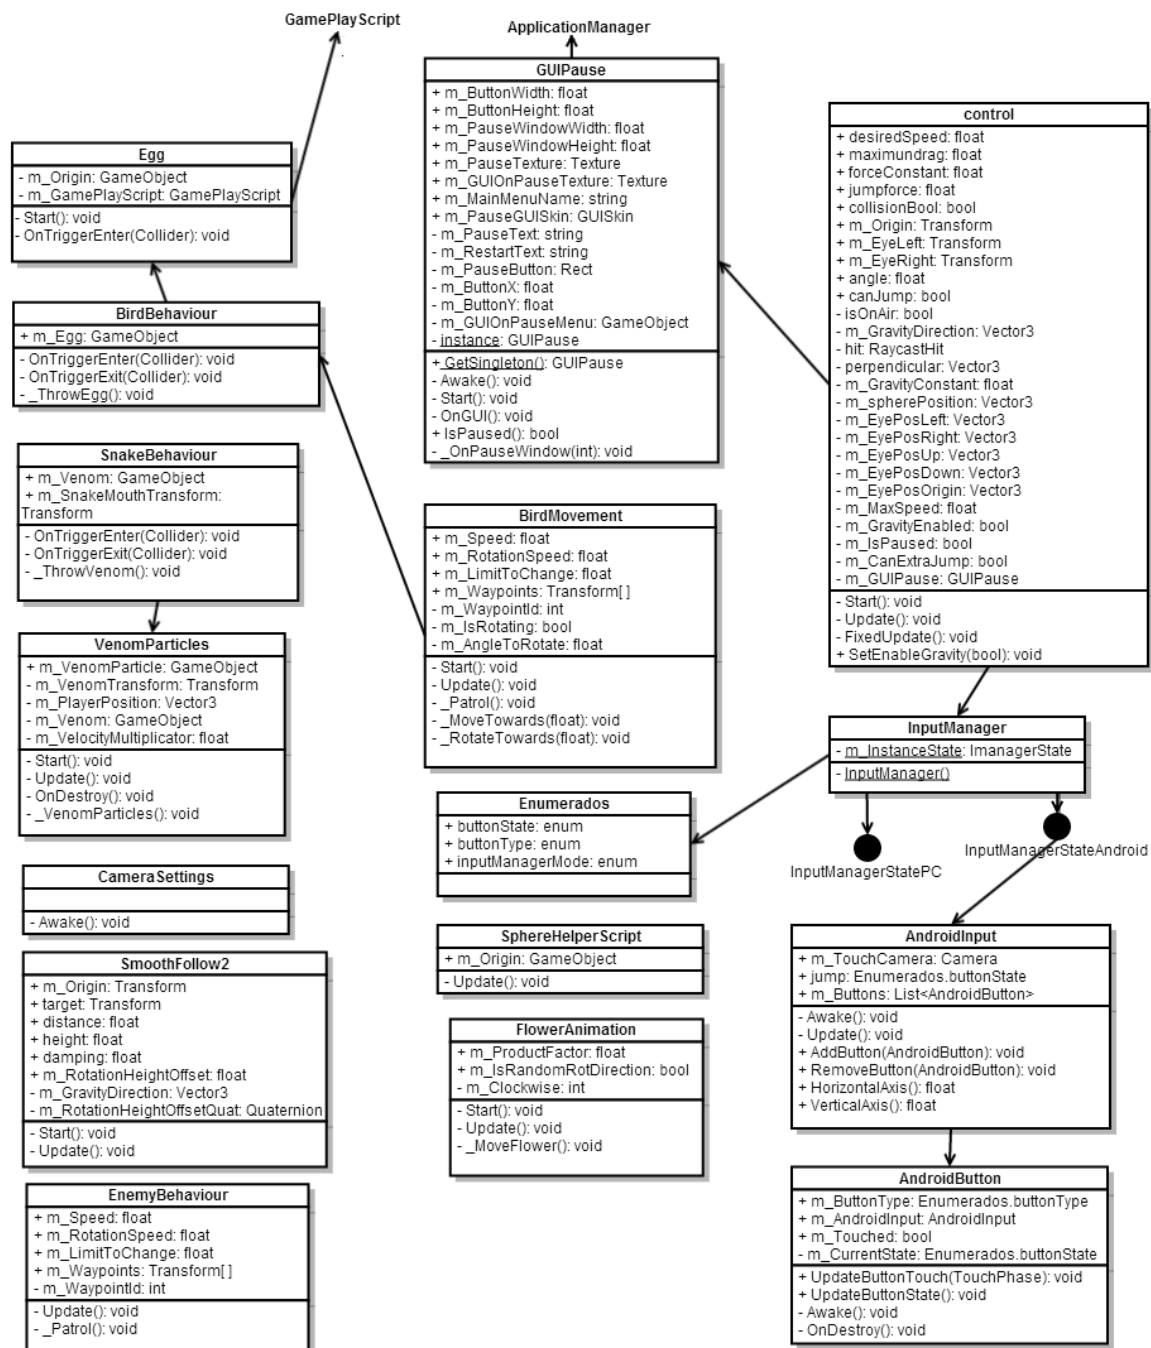 GamePlayScript
ApplicationManager
Egg
- m_Origin: GameObject
- m_GamePlayScript: GamePlayScript
- Start(): void
- OnTriggerEnter(Collider): void
BirdBehaviour
+ m_Egg: GameObject
- OnTriggerEnter(Collider): void
- OnTriggerExit(Collider): void
- _ThrowEgg(): void
SnakeBehaviour
+ m_Venom: GameObject
+ m_SnakeMouthTransform:
Transform
- OnTriggerEnter(Collider): void
- OnTriggerExit(Collider): void
- _ThrowVenom(): void
VenomParticles
+ m_VenomParticle: GameObject
- m_VenomTransform: Transform
- m_PlayerPosition: Vector3
- m_Venom: GameObject
- m_VelocityMultiplicator: float
- Start(): void
- Update(): void
- OnDestroy(): void
- _VenomParticles(): void
CameraSettings
- Awake(): void
SmoothFollow2
+ m_Origin: Transform
+ target: Transform
+ distance: float
+ height: float
+ damping: float
+ m_RotationHeightOffset: float
- m_GravityDirection: Vector3
- m_RotationHeightOffsetQuat: Quaternion
- Start(): void
- Update(): void
EnemyBehaviour
+ m_Speed: float
+ m_RotationSpeed: float
+ m_LimitToChange: float
+ m_Waypoints: Transform[ ]
- m_WaypointId: int
- Update(): void
- _Patrol(): void
GUIPause
+ m_ButtonWidth: float
+ m_ButtonHeight: float
+ m_PauseWindowWidth: float
+ m_PauseWindowHeight: float
+ m_PauseTexture: Texture
+ m_GUIOnPauseTexture: Texture
+ m_MainMenuName: string
+ m_PauseGUISkin: GUISkin
- m_PauseText: string
- m_RestartText: string
- m_PauseButton: Rect
- m_ButtonX: float
- m_ButtonY: float
- m_GUIOnPauseMenu: GameObject
- instance: GUIPause
+ GetSingleton(): GUIPause
- Awake(): void
- Start(): void
- OnGUI(): void
+ IsPaused(): bool
- _OnPauseWindow(int): void
BirdMovement
+ m_Speed: float
+ m_RotationSpeed: float
+ m_LimitToChange: float
+ m_Waypoints: Transform[ ]
- m_WaypointId: int
- m_IsRotating: bool
- m_AngleToRotate: float
- Start(): void
- Update(): void
- _Patrol(): void
- _MoveTowards(float): void
- _RotateTowards(float): void
Enumerados
+ buttonState: enum
+ buttonType: enum
+ inputManagerMode: enum
SphereHelperScript
+ m_Origin: GameObject
- Update(): void
FlowerAnimation
+ m_ProductFactor: float
+ m_IsRandomRotDirection: bool
- m_Clockwise: int
- Start(): void
- Update(): void
- _MoveFlower(): void
control
+ desiredSpeed: float
+ maximundrag: float
+ forceConstant: float
+ jumpforce: float
+ collisionBool: bool
+ m_Origin: Transform
+ m_EyeLeft: Transform
+ m_EyeRight: Transform
+ angle: float
+ canJump: bool
- isOnAir: bool
- m_GravityDirection: Vector3
- hit: RaycastHit
- perpendicular: Vector3
- m_GravityConstant: float
- m_spherePosition: Vector3
- m_EyePosLeft: Vector3
- m_EyePosRight: Vector3
- m_EyePosUp: Vector3
- m_EyePosDown: Vector3
- m_EyePosOrigin: Vector3
- m_MaxSpeed: float
- m_GravityEnabled: bool
- m_IsPaused: bool
- m_CanExtraJump: bool
- m_GUIPause: GUIPause
- Start(): void
- Update(): void
- FixedUpdate(): void
+ SetEnableGravity(bool): void
InputManager
- m_InstanceState: ImanagerState
- InputManager()
InputManagerStatePC
InputManagerStateAndroid
AndroidInput
+ m_TouchCamera: Camera
+ jump: Enumerados.buttonState
+ m_Buttons: List<AndroidButton>
- Awake(): void
- Update(): void
+ AddButton(AndroidButton): void
+ RemoveButton(AndroidButton): void
+ HorizontalAxis(): float
+ VerticalAxis(): float
AndroidButton
+ m_ButtonType: Enumerados.buttonType
+ m_AndroidInput: AndroidInput
+ m_Touched: bool
- m_CurrentState: Enumerados.buttonState
+ UpdateButtonTouch(TouchPhase): void
+ UpdateButtonState(): void
- Awake(): void
- OnDestroy(): void